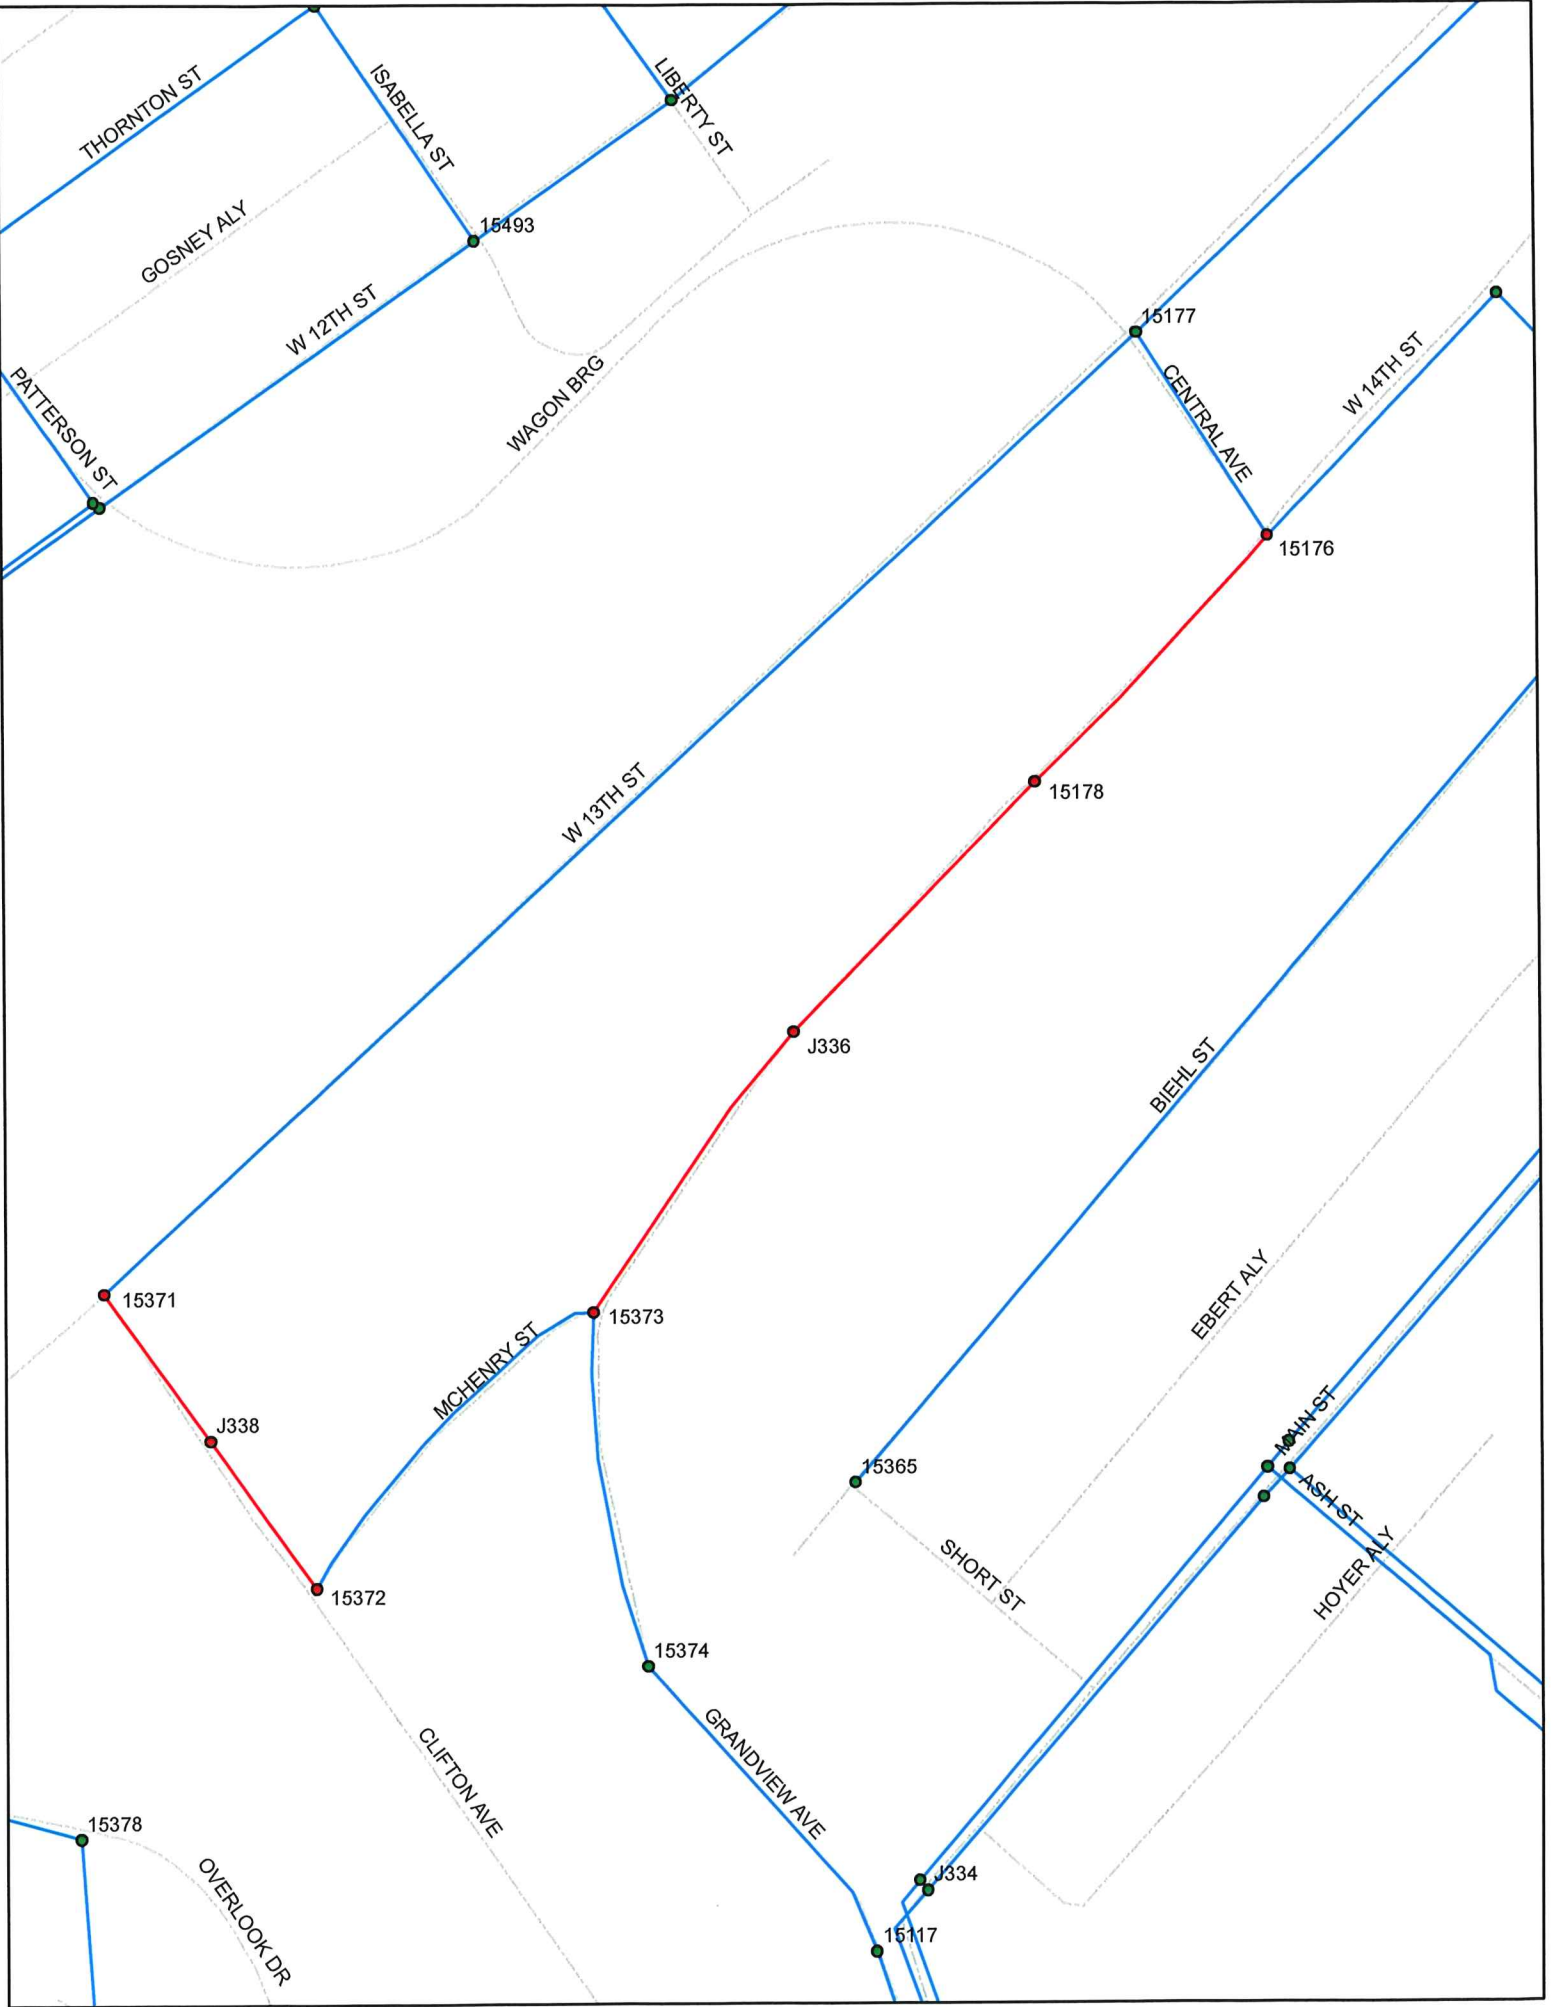 THORNTON ST
ISABELLA ST
LIBERTY ST
GOSNEY ALY
15493
W 12TH ST
15177
PATTERSON ST
WAGON BRG
CENTRAL AVE
W 14TH ST
15176
15178
W 13TH ST
J336
BIEHL ST
15371
15373
EBERT ALY
MCHENRY ST
J338
MAIN ST
15365
ASH ST
SHORT ST
HOYER ALY
15372
15374
GRANDVIEW AVE
CLIFTON AVE
15378
OVERLOOK DR
J334
15117